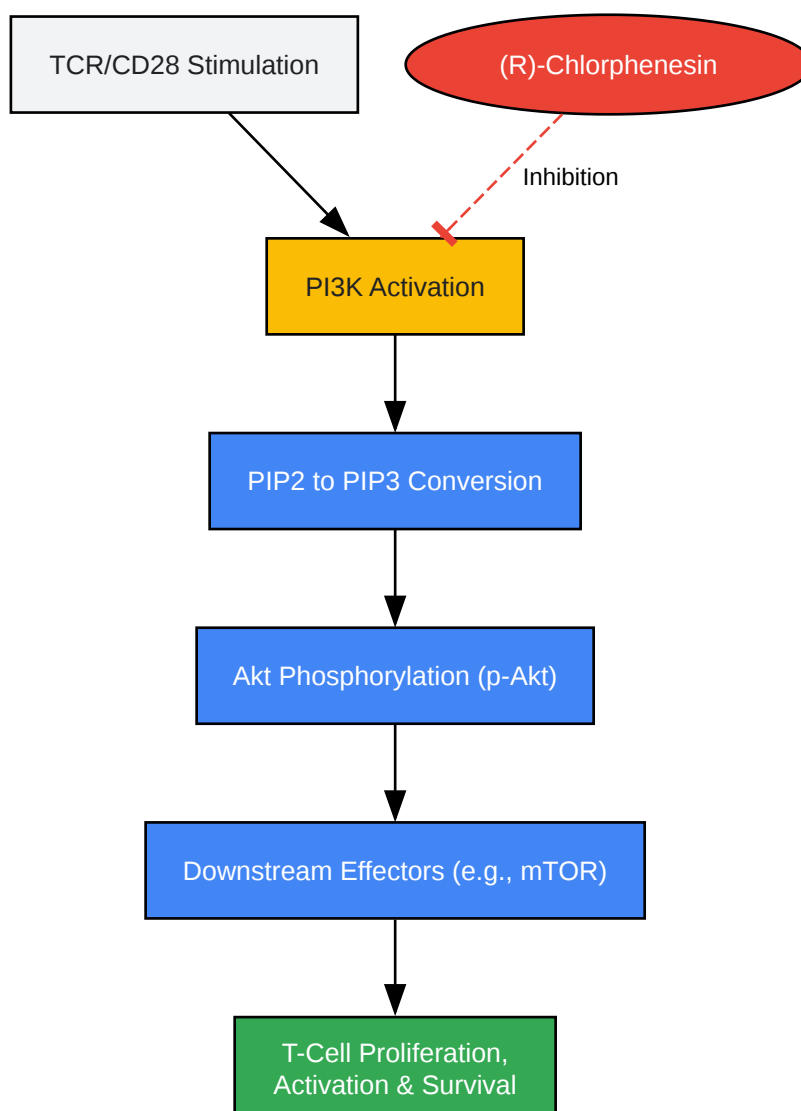 TCR/CD28 Stimulation
(R)-Chlorphenesin
Inhibition
PI3K Activation
PIP2 to PIP3 Conversion
Akt Phosphorylation (p-Akt)
Downstream Effectors (e.g., mTOR)
T-Cell Proliferation,
Activation & Survival